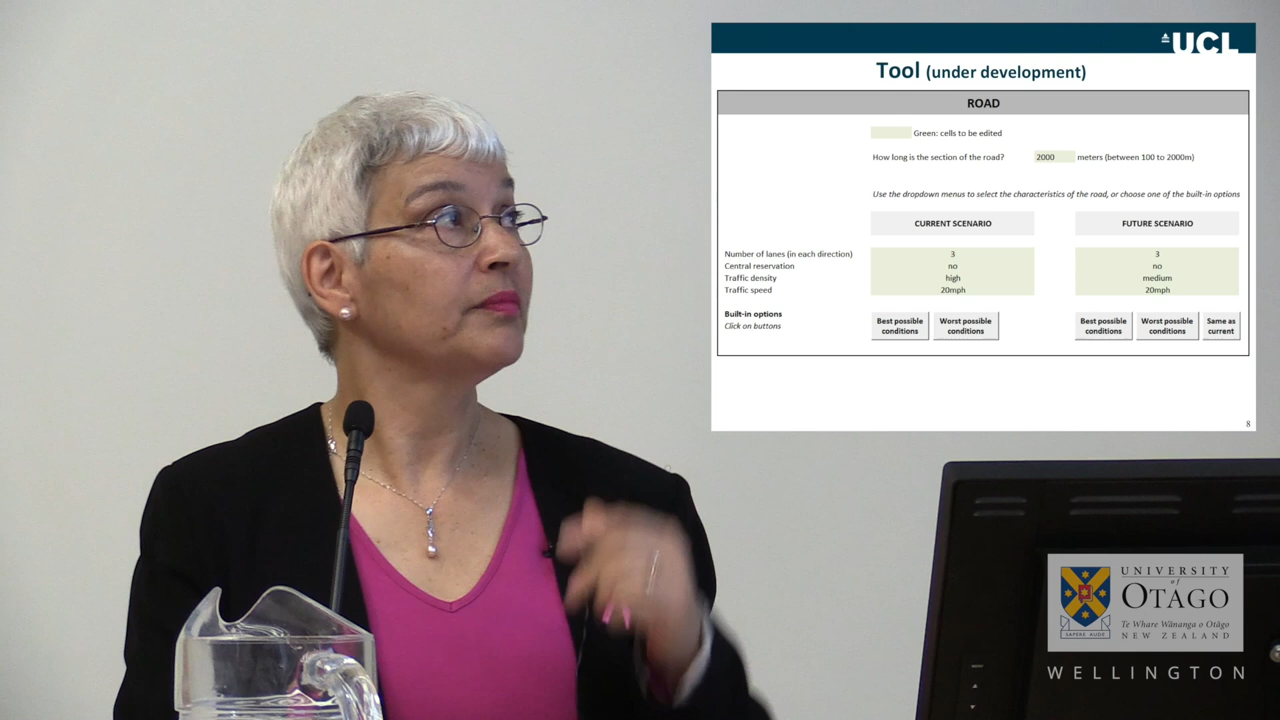 UCL
Tool (under development)
ROAD
Green: cells to be edited
How long is the section of the road? 2000 meters (between 100 to 2000m)
Use the dropdown menus to select the characteristics of the road, or choose one of the built-in options
CURRENT SCENARIO FUTURE SCENARIO
Number of lanes (in each direction) 3 3
Central reservation no no
Traffic density high medium
Traffic speed 20mph 20mph
Built-in options
Click on buttons
Best possible conditions
Worst possible conditions
Best possible conditions
Worst possible conditions
Same as current
8
UNIVERSITY
of
OTAGO
Te Whare Wānanga o Otāgo
NEW ZEALAND
SAPERE AUDE
WELLINGTON